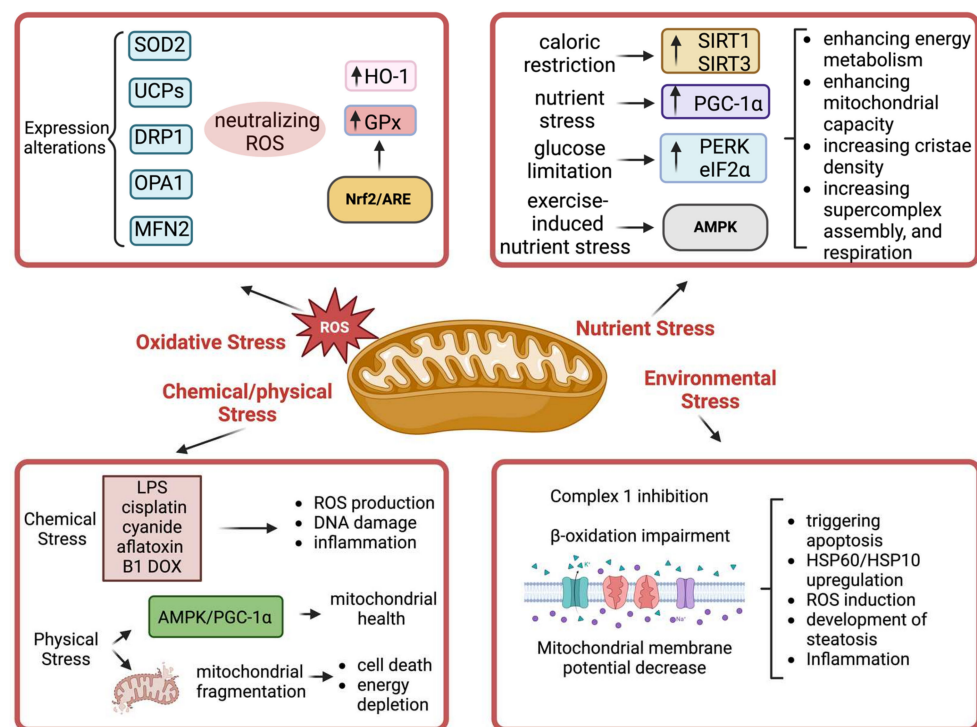 Expression
alterations
SOD2
UCPs
DRP1
OPA1
MFN2
neutralizing
ROS
HO-1
GPx
Nrf2/ARE
caloric
restriction
SIRT1
SIRT3
nutrient
stress
PGC-1α
glucose
limitation
PERK
eIF2α
exercise-
induced
nutrient stress
AMPK
• enhancing energy
metabolism
• enhancing
mitochondrial
capacity
• increasing cristae
density
• increasing
supercomplex
assembly, and
respiration
Oxidative Stress
ROS
Nutrient Stress
Chemical/physical
Stress
Environmental
Stress
Chemical
Stress
LPS
cisplatin
cyanide
aflatoxin
B1 DOX
• ROS production
• DNA damage
• inflammation
Physical
Stress
AMPK/PGC-1α
mitochondrial
health
mitochondrial
fragmentation
• cell death
• energy
depletion
Complex 1 inhibition
β-oxidation impairment
K⁺
Na⁺
Mitochondrial membrane
potential decrease
• triggering
apoptosis
• HSP60/HSP10
upregulation
• ROS induction
• development of
steatosis
• Inflammation